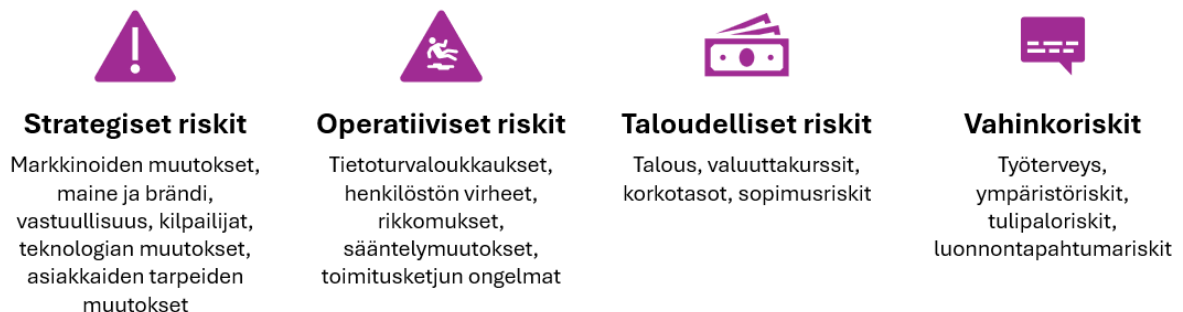 Strategiset riskit
Markkinoiden muutokset,
maine ja brändi,
vastuullisuus, kilpailijat,
teknologian muutokset,
asiakkaiden tarpeiden
muutokset
Operatiiviset riskit
Tietoturvaloukkaukset,
henkilöstön virheet,
rikkomukset,
sääntelymuutokset,
toimitusketjun ongelmat
Taloudelliset riskit
Talous, valuuttakurssit,
korkotasot, sopimusriskit
Vahinkoriskit
Työterveys,
ympäristöriskit,
tulipaloriskit,
luonnontapahtumariskit